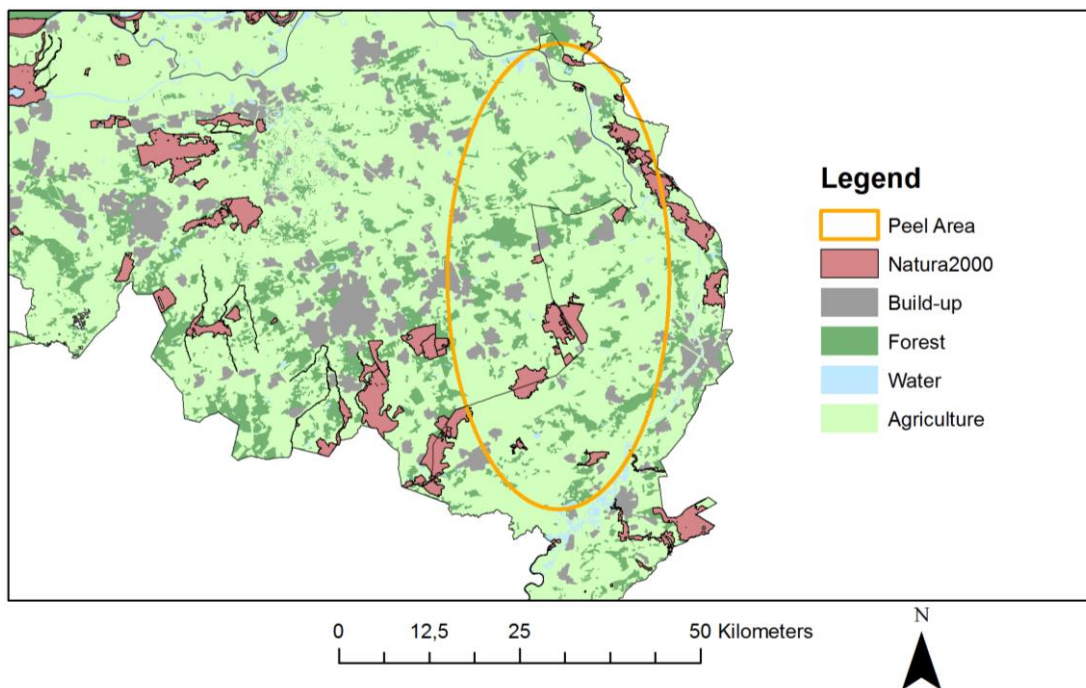 Legend
Peel Area
Natura2000
Build-up
Forest
Water
Agriculture
0 12,5 25 50 Kilometers
N